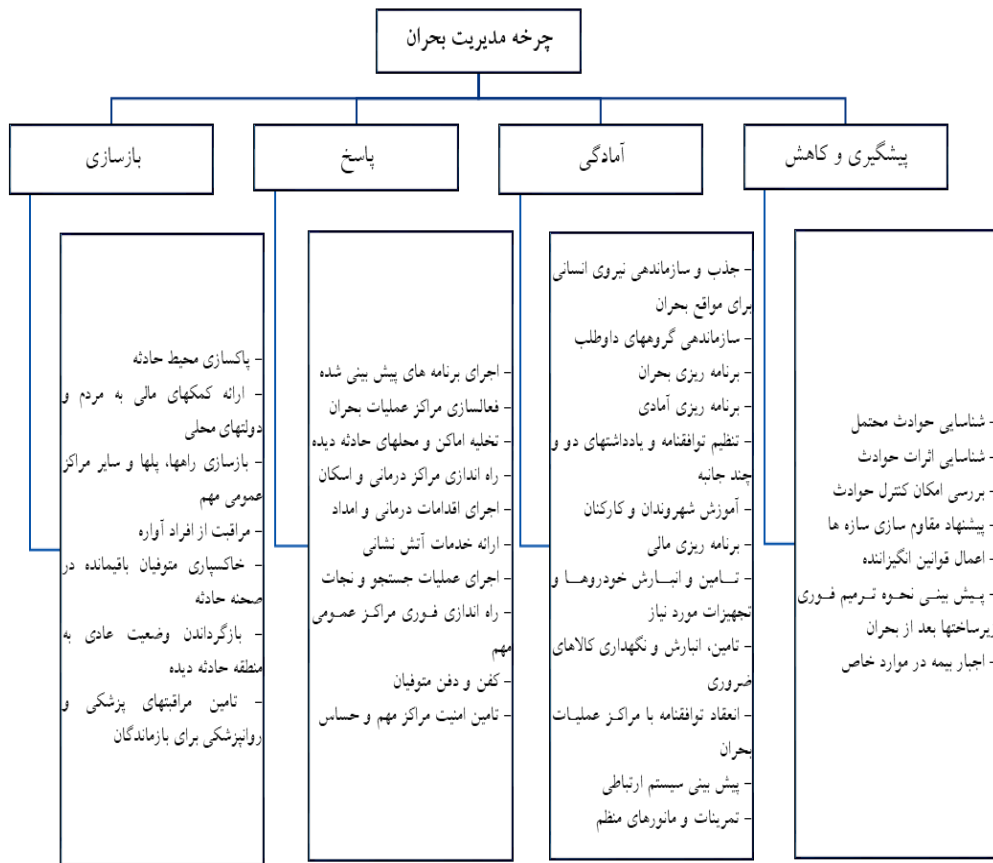 چرخه مدیریت بحران
پیشگیری و کاهش
- شناسایی حوادث محتمل
- شناسایی اثرات حوادث
- بررسی امکان کنترل حوادث
- پیشنهاد مقاوم سازی سازه ها
- اعمال قوانین انگیزاننده
- پیش بینی نحوه ترمیم فوری
زیرساختها بعد از بحران
- اجبار بیمه در موارد خاص
آمادگی
- جذب و سازماندهی نیروی انسانی
برای مواقع بحران
- سازماندهی گروههای داوطلب
- برنامه ریزی بحران
- برنامه ریزی آمادی
- تنظیم توافقنامه و یادداشتهای دو و
چند جانبه
- آموزش شهروندان و کارکنان
- برنامه ریزی مالی
- تامین و انبارش خودروها و
تجهیزات مورد نیاز
- تامین، انبارش و نگهداری کالاهای
ضروری
- انعقاد توافقنامه با مراکز عملیات
بحران
- پیش بینی سیستم ارتباطی
- تمرینات و مانورهای منظم
پاسخ
- اجرای برنامه های پیش بینی شده
- فعالسازی مراکز عملیات بحران
- تخلیه اماکن و محلهای حادثه دیده
- راه اندازی مراکز درمانی و اسکان
- اجرای اقدامات درمانی و امداد
- ارائه خدمات آتش نشانی
- اجرای عملیات جستجو و نجات
- راه اندازی فوری مراکز عمومی
مهم
- کفن و دفن متوفیان
- تامین امنیت مراکز مهم و حساس
بازسازی
- پاکسازی محیط حادثه
- ارائه کمکهای مالی به مردم و
دولتهای محلی
- بازسازی راهها، پلها و سایر مراکز
عمومی مهم
- مراقبت از افراد آواره
- خاکسپاری متوفیان باقیمانده در
صحنه حادثه
- بازگرداندن وضعیت عادی به
منطقه حادثه دیده
- تامین مراقبتهای پزشکی و
روانپزشکی برای بازماندگان